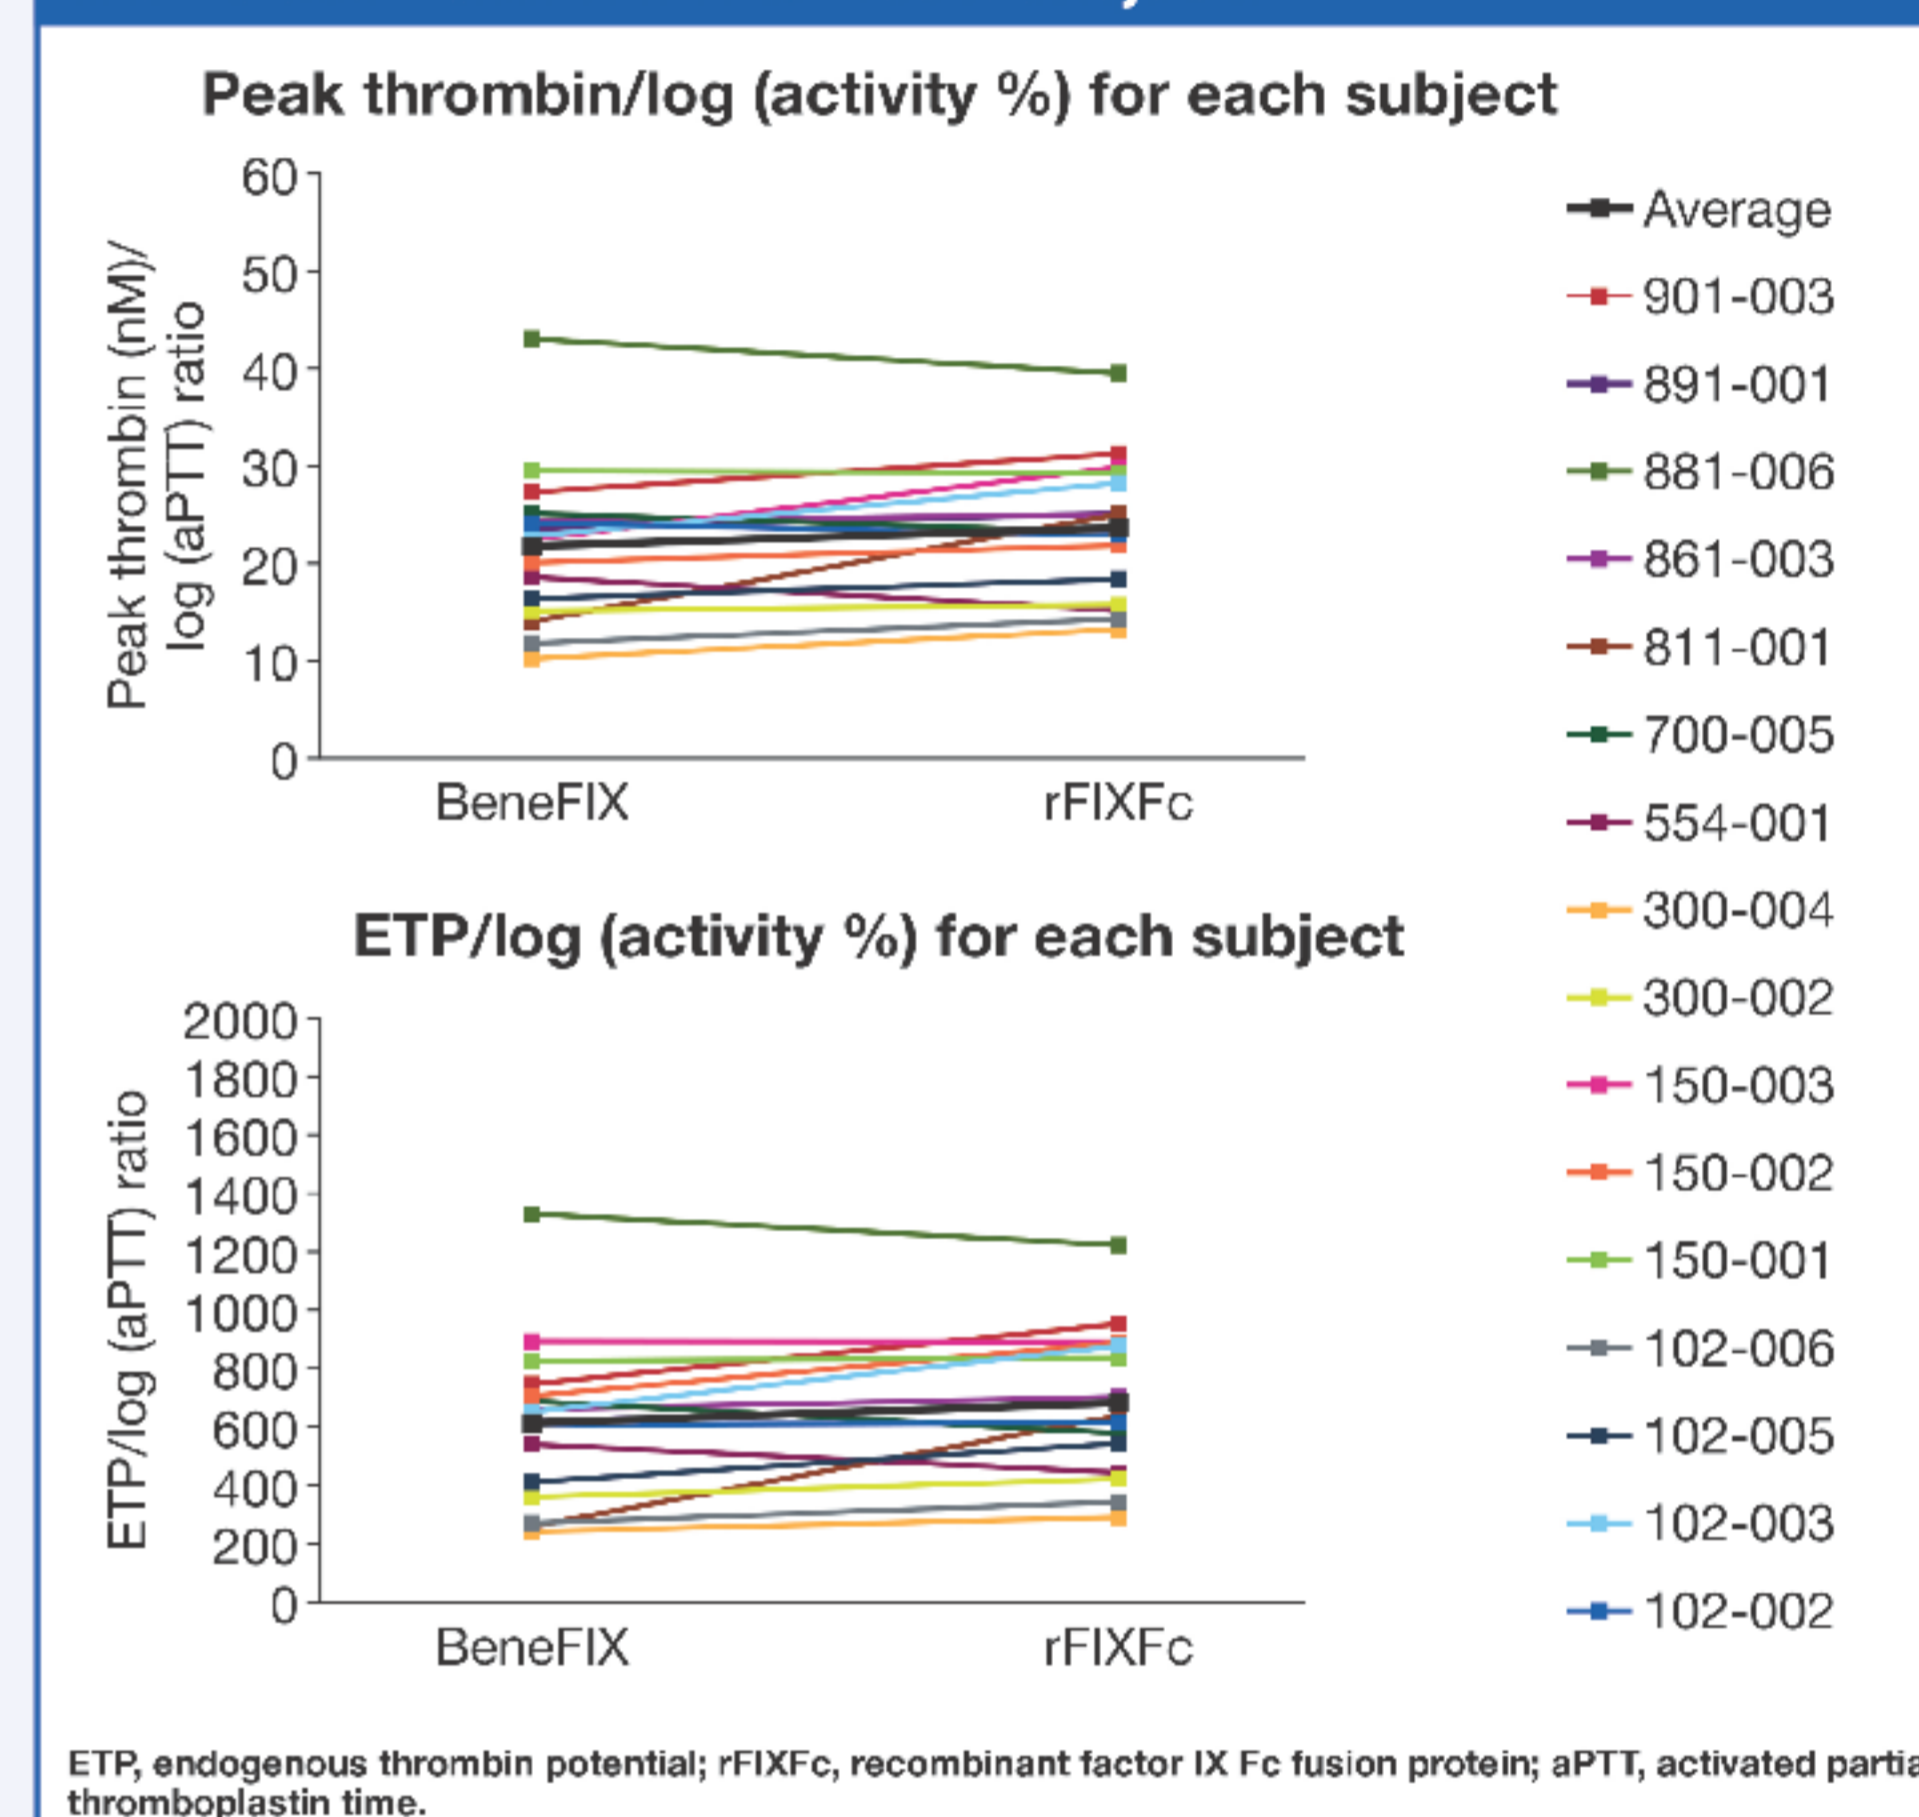 Peak thrombin/log (activity %) for each subject
Peak thrombin (nM)/
log (aPTT) ratio
60
50
40
30
20
10
0
BeneFIX
rFIXFc
ETP/log (activity %) for each subject
ETP/log (aPTT) ratio
2000
1800
1600
1400
1200
1000
800
600
400
200
0
BeneFIX
rFIXFc
Average
901-003
891-001
881-006
861-003
811-001
700-005
554-001
300-004
300-002
150-003
150-002
150-001
102-006
102-005
102-003
102-002
ETP, endogenous thrombin potential; rFIXFc, recombinant factor IX Fc fusion protein; aPTT, activated
thromboplastin time.